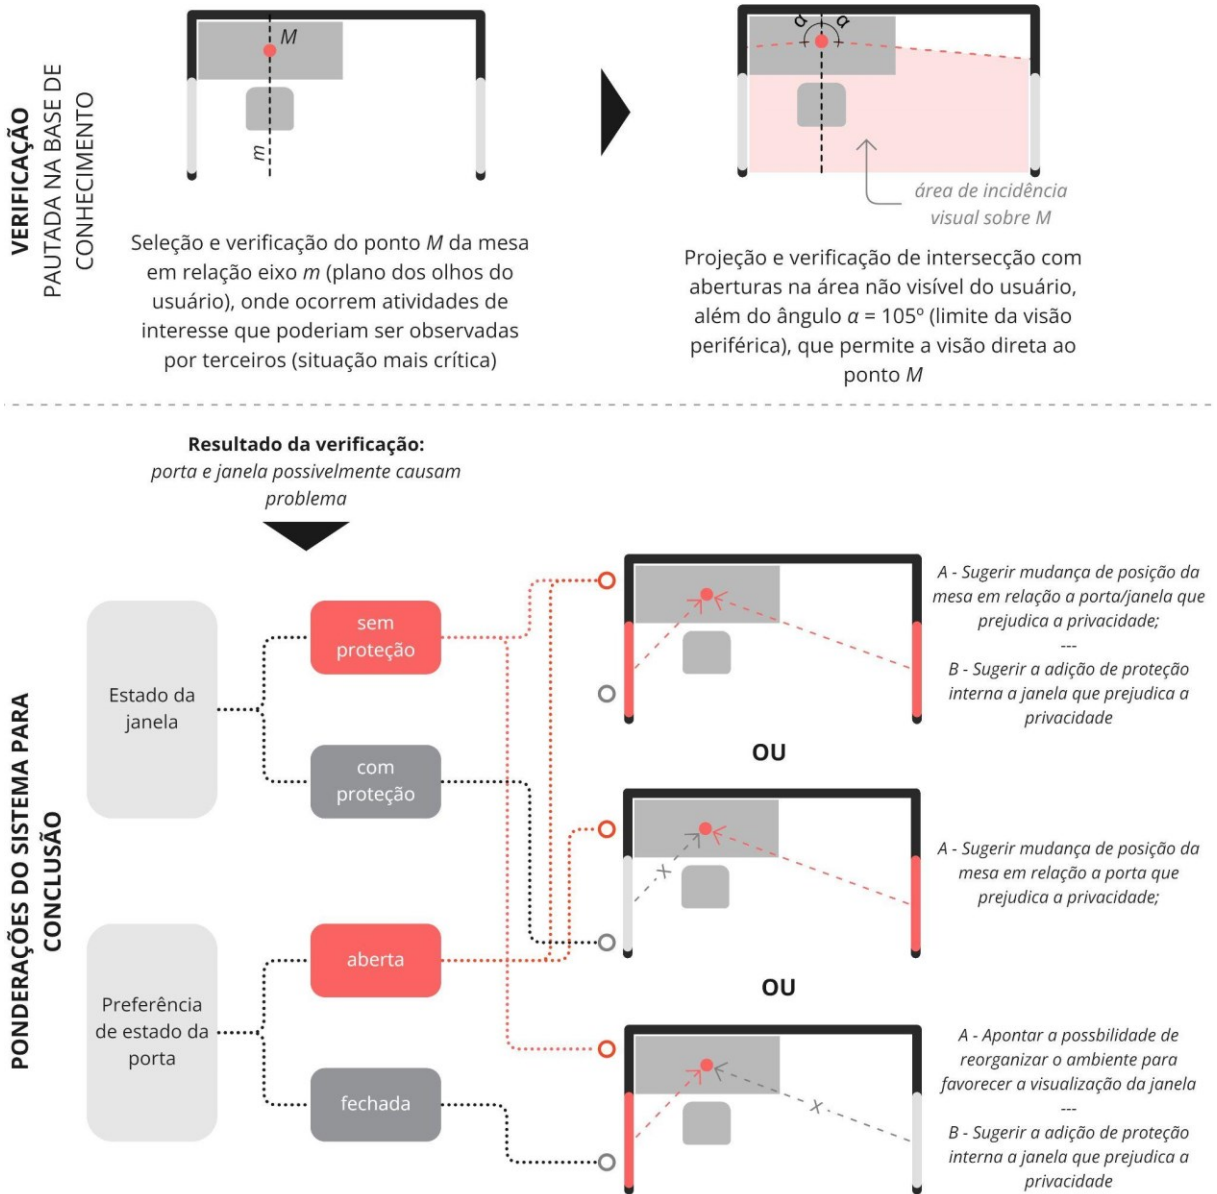 VERIFICAÇÃO
PAUTADA NA BASE DE
CONHECIMENTO
M
m
Seleção e verificação do ponto M da mesa
em relação eixo m (plano dos olhos do
usuário), onde ocorrem atividades de
interesse que poderiam ser observadas
por terceiros (situação mais crítica)
α α
área de incidência
visual sobre M
Projeção e verificação de intersecção com
aberturas na área não visível do usuário,
além do ângulo α = 105º (limite da visão
periférica), que permite a visão direta ao
ponto M
PONDERAÇÕES DO SISTEMA PARA
CONCLUSÃO
Resultado da verificação:
porta e janela possivelmente causam
problema
Estado da
janela
sem
proteção
com
proteção
Preferência
de estado da
porta
aberta
fechada
A - Sugerir mudança de posição da
mesa em relação a porta/janela que
prejudica a privacidade;
---
B - Sugerir a adição de proteção
interna a janela que prejudica a
privacidade
OU
X
A - Sugerir mudança de posição da
mesa em relação a porta que
prejudica a privacidade;
OU
X
A - Apontar a possbilidade de
reorganizar o ambiente para
favorecer a visualização da janela
---
B - Sugerir a adição de proteção
interna a janela que prejudica a
privacidade